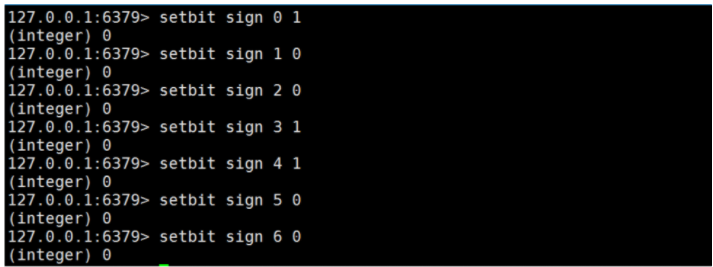 127.0.0.1:6379> setbit sign 0 1
(integer) 0
127.0.0.1:6379> setbit sign 1 0
(integer) 0
127.0.0.1:6379> setbit sign 2 0
(integer) 0
127.0.0.1:6379> setbit sign 3 1
(integer) 0
127.0.0.1:6379> setbit sign 4 1
(integer) 0
127.0.0.1:6379> setbit sign 5 0
(integer) 0
127.0.0.1:6379> setbit sign 6 0
(integer) 0